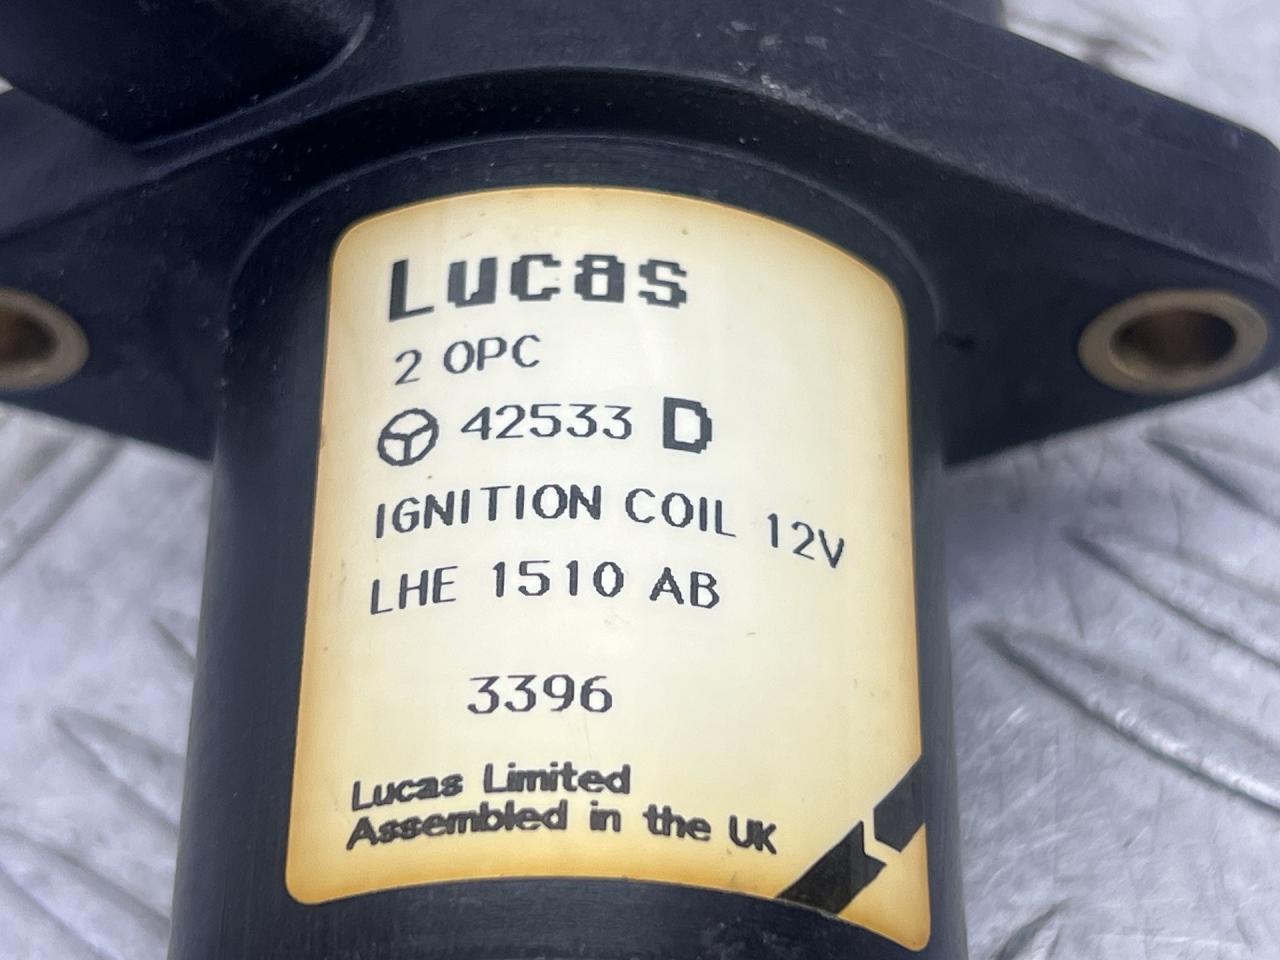 Lucas
2 OPC
42533 D
IGNITION COIL 12V
LHE 1510 AB
3396
Lucas Limited
Assembled in the UK